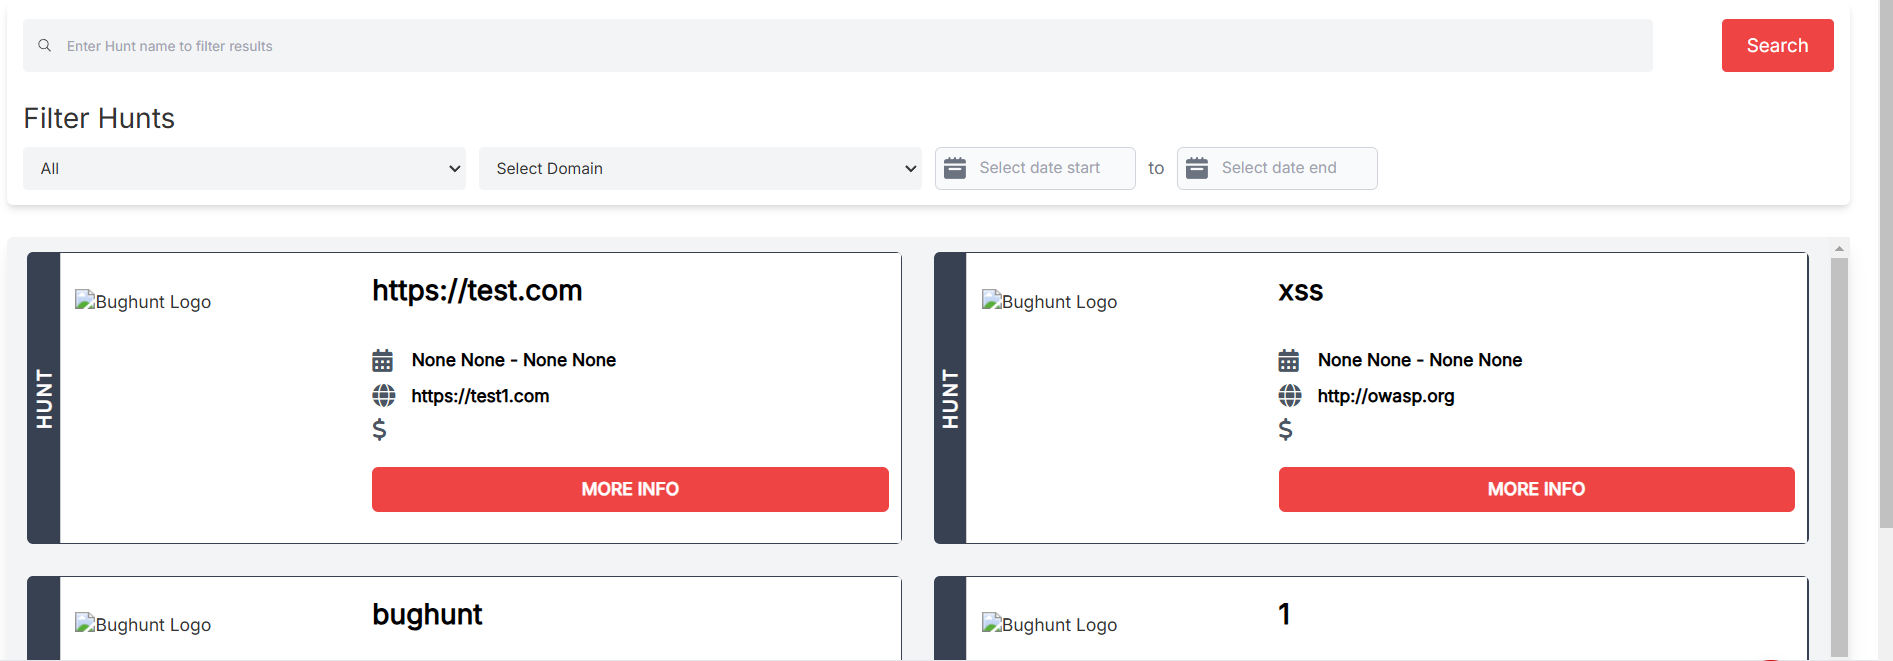 Enter Hunt name to filter results
Search
Filter Hunts
All
Select Domain
Select date start
to
Select date end
HUNT
Bughunt Logo
https://test.com
None None - None None
https://test1.com
$
MORE INFO
HUNT
Bughunt Logo
xss
None None - None None
http://owasp.org
$
MORE INFO
Bughunt Logo
bughunt
Bughunt Logo
1